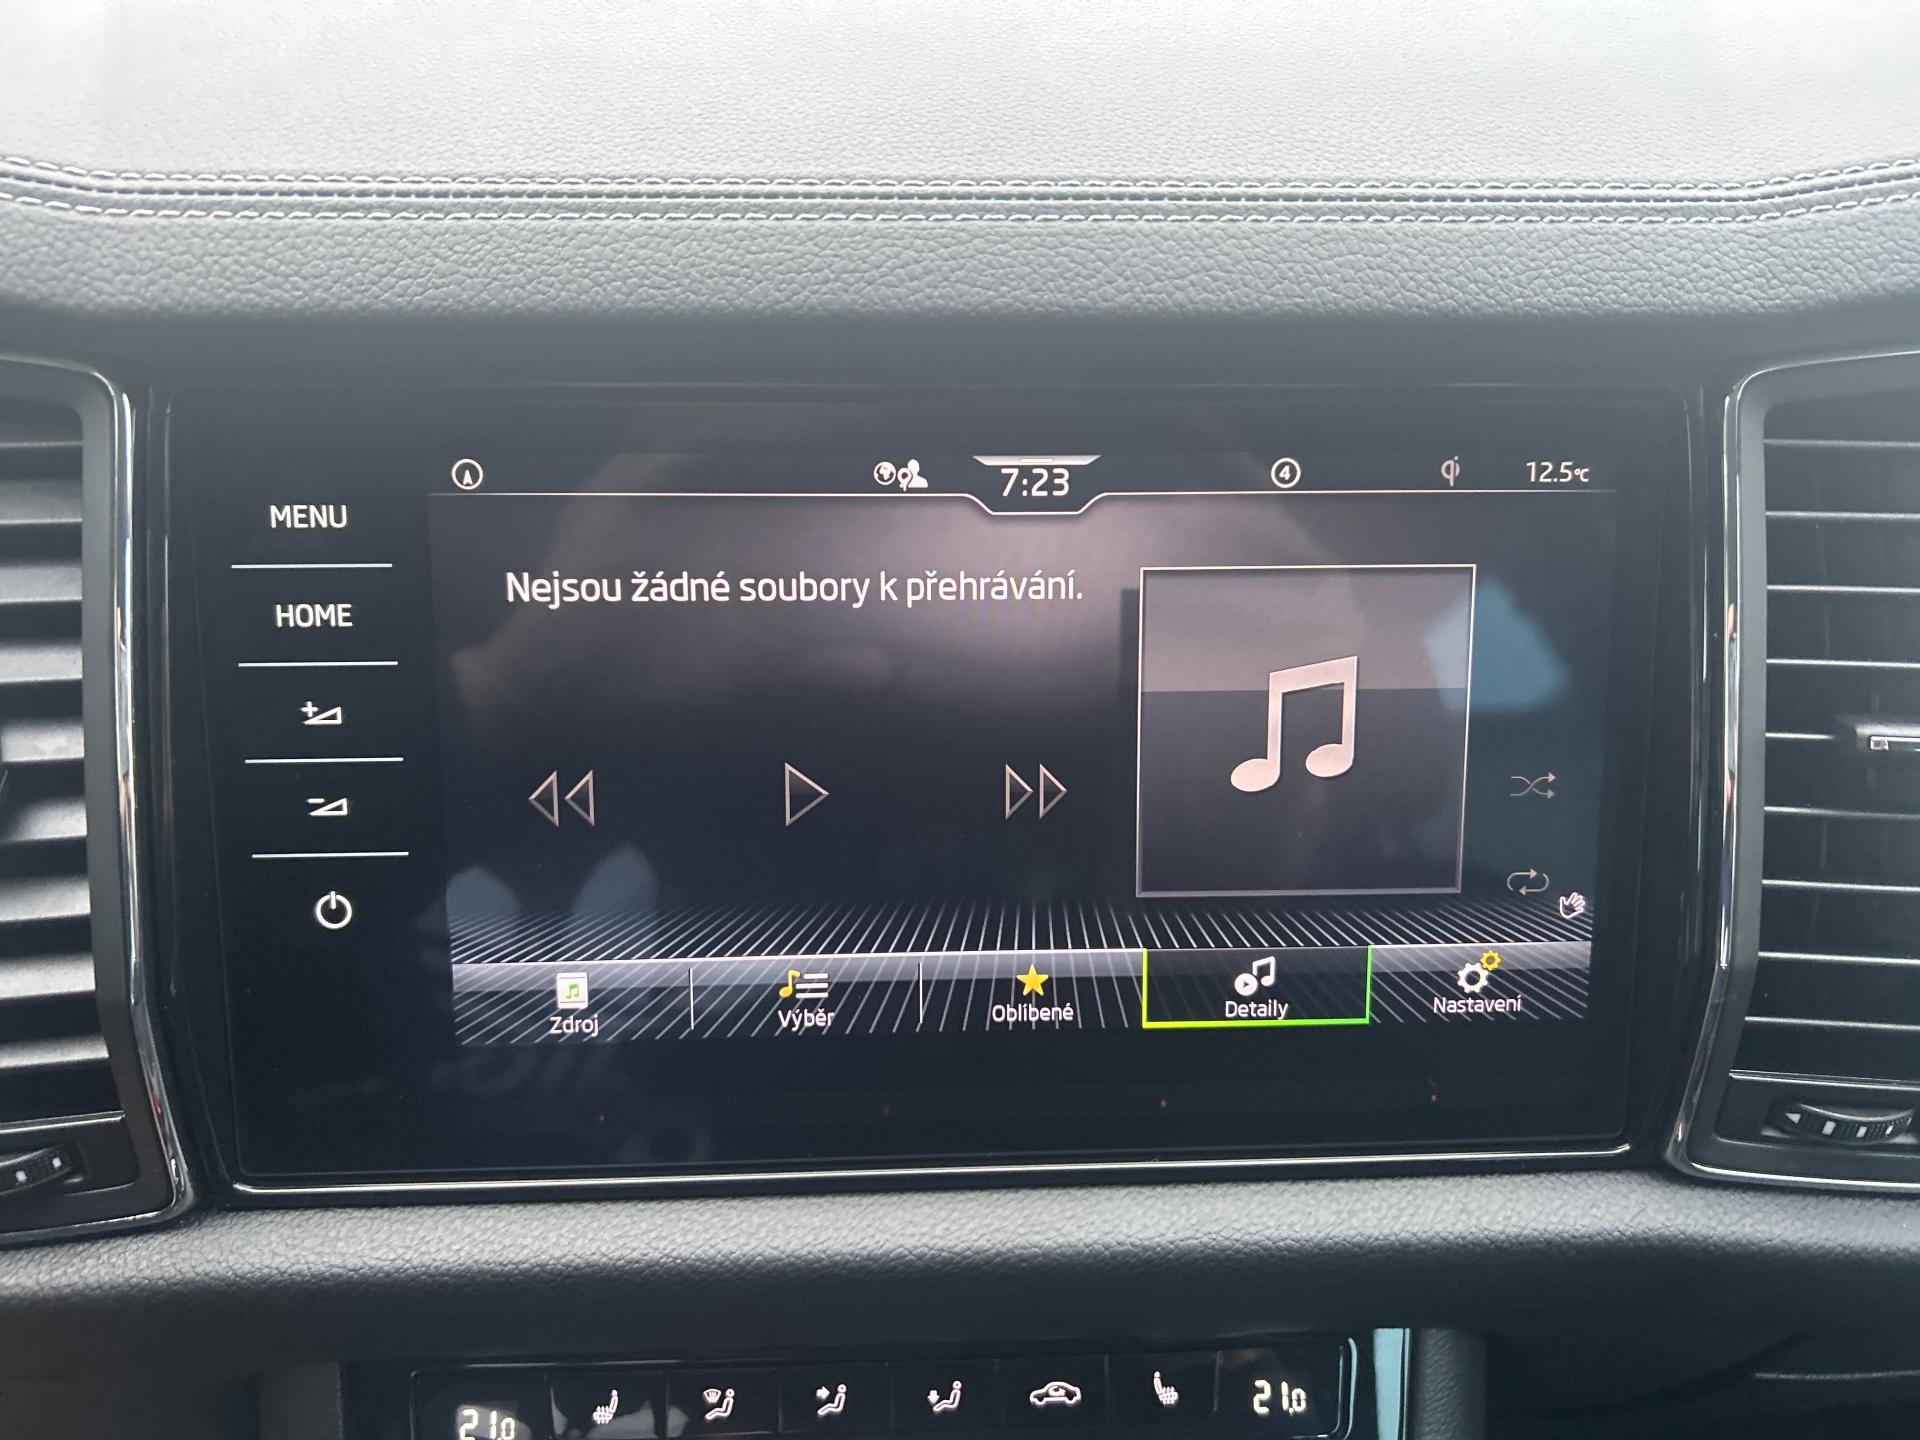 7:23
4
12.5°C
MENU
HOME
Nejsou žádné soubory k přehrávání.
Zdroj
Výběr
Oblíbené
Detaily
Nastavení
21.0
21.0